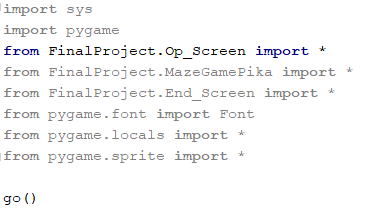 import sys
import pygame
from FinalProject.Op_Screen import *
from FinalProject.MazeGamePika import *
from FinalProject.End_Screen import *
from pygame.font import Font
from pygame.locals import *
from pygame.sprite import *
go()